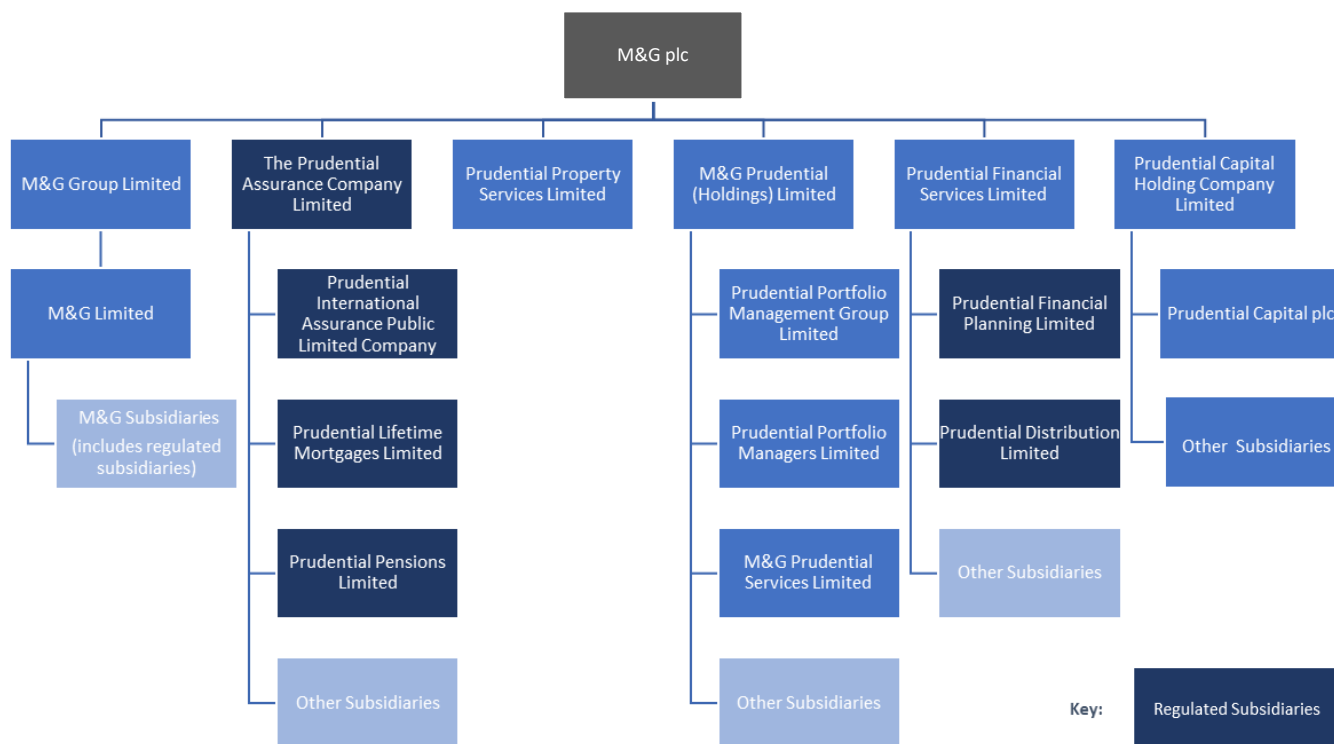 M&G plc
M&G Group Limited
The Prudential
Assurance Company
Limited
Prudential Property
Services Limited
M&G Prudential
(Holdings) Limited
Prudential Financial
Services Limited
Prudential Capital
Holding Company
Limited
M&G Limited
Prudential
International
Assurance Public
Limited Company
Prudential Portfolio
Management Group
Limited
Prudential Financial
Planning Limited
Prudential Capital plc
M&G Subsidiaries
(includes regulated
subsidiaries)
Prudential Lifetime
Mortgages Limited
Prudential Portfolio
Managers Limited
Prudential Distribution
Limited
Other Subsidiaries
Prudential Pensions
Limited
M&G Prudential
Services Limited
Other Subsidiaries
Other Subsidiaries
Other Subsidiaries
Key:
Regulated Subsidiaries